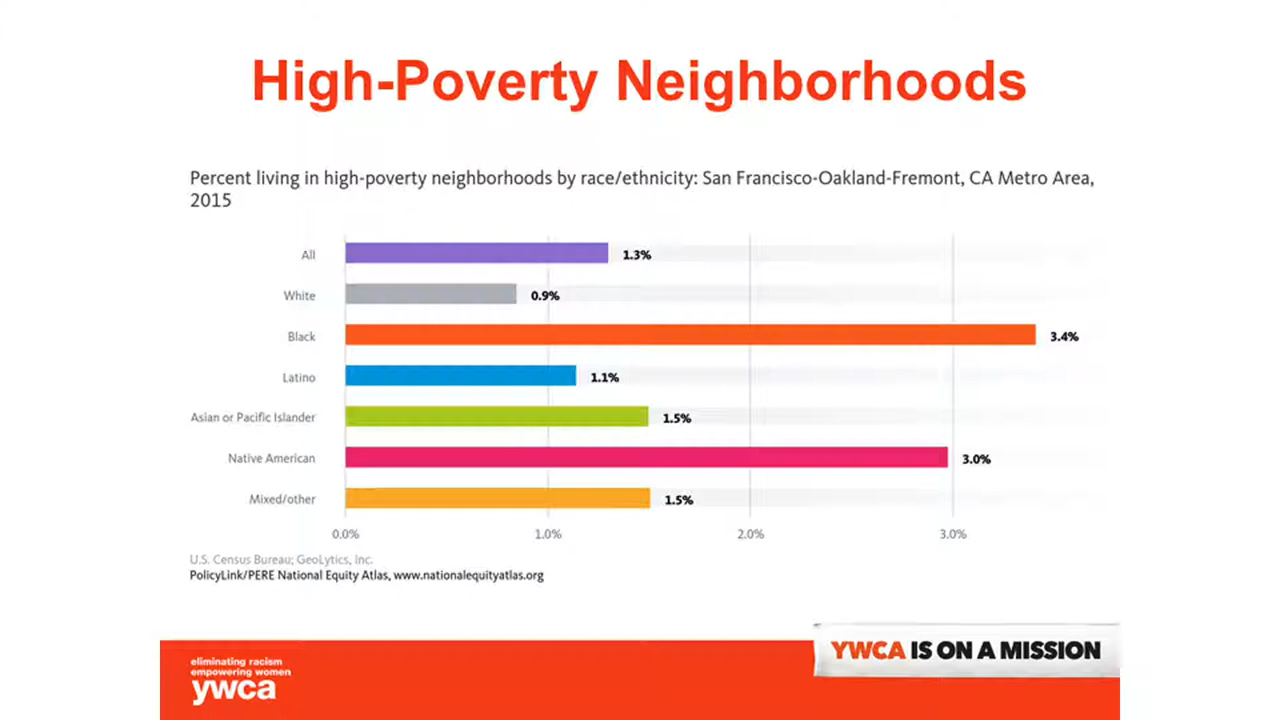 High-Poverty Neighborhoods
Percent living in high-poverty neighborhoods by race/ethnicity: San Francisco-Oakland-Fremont, CA Metro Area,
2015
All 1.3%
White 0.9%
Black 3.4%
Latino 1.1%
Asian or Pacific Islander 1.5%
Native American 3.0%
Mixed/other 1.5%
0.0% 1.0% 2.0% 3.0%
U.S. Census Bureau; GeoLytics, Inc.
PolicyLink/PERE National Equity Atlas, www.nationalequityatlas.org
YWCA IS ON A MISSION
eliminating racism
empowering women
ywca